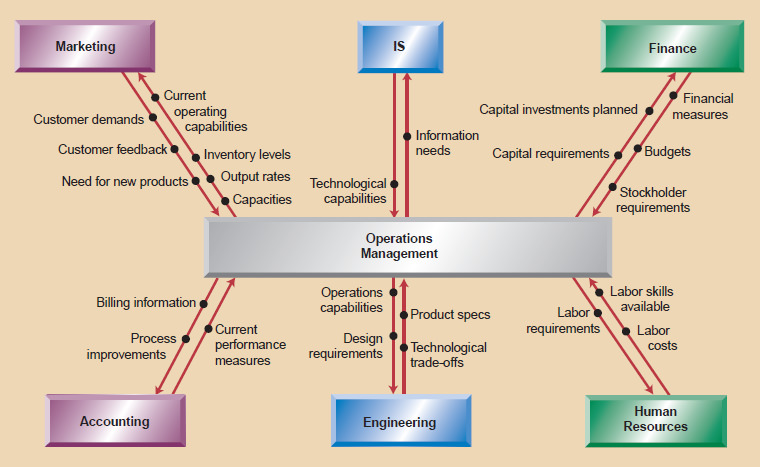 Marketing
IS
Finance
Current
operating
capabilities
Customer demands
Customer feedback
Inventory levels
Need for new products
Output rates
Capacities
Information
needs
Technological
capabilities
Capital investments planned
Financial
measures
Capital requirements
Budgets
Stockholder
requirements
Operations
Management
Billing information
Process
improvements
Current
performance
measures
Operations
capabilities
Product specs
Design
requirements
Technological
trade-offs
Labor skills
available
Labor
requirements
Labor
costs
Accounting
Engineering
Human
Resources